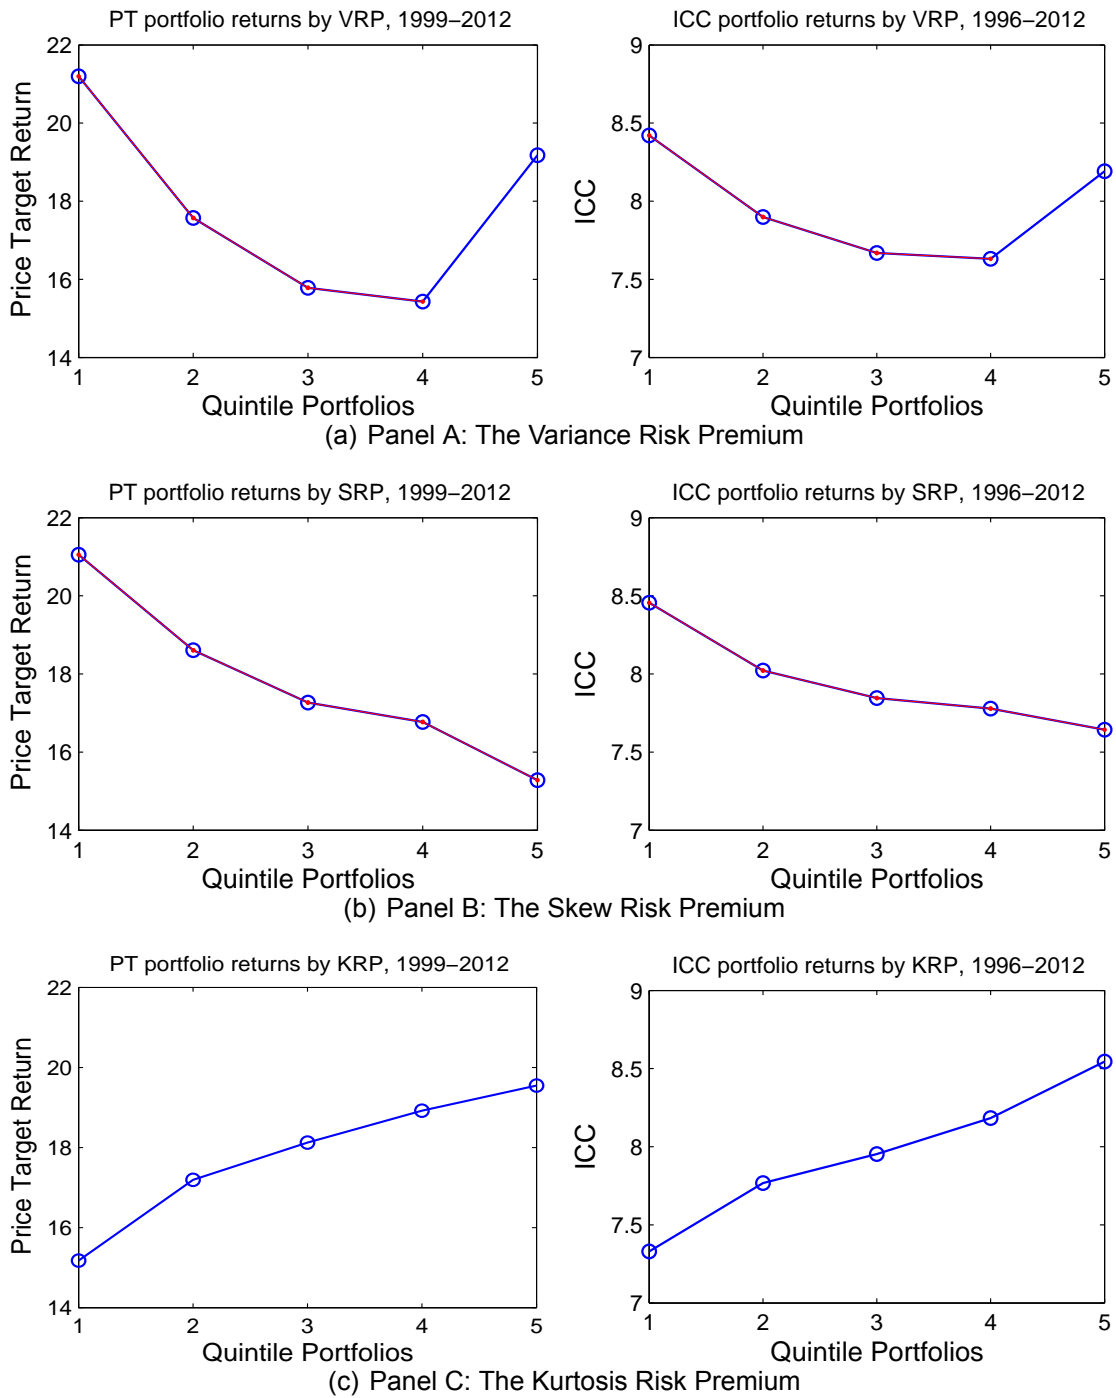 PT portfolio returns by VRP, 1999−2012
22
20
18
16
14
1 2 3 4 5
Price Target Return
Quintile Portfolios
ICC portfolio returns by VRP, 1996−2012
9
8.5
8
7.5
7
1 2 3 4 5
ICC
Quintile Portfolios
(a) Panel A: The Variance Risk Premium
PT portfolio returns by SRP, 1999−2012
22
20
18
16
14
1 2 3 4 5
Price Target Return
Quintile Portfolios
ICC portfolio returns by SRP, 1996−2012
9
8.5
8
7.5
7
1 2 3 4 5
ICC
Quintile Portfolios
(b) Panel B: The Skew Risk Premium
PT portfolio returns by KRP, 1999−2012
22
20
18
16
14
1 2 3 4 5
Price Target Return
Quintile Portfolios
ICC portfolio returns by KRP, 1996−2012
9
8.5
8
7.5
7
1 2 3 4 5
ICC
Quintile Portfolios
(c) Panel C: The Kurtosis Risk Premium